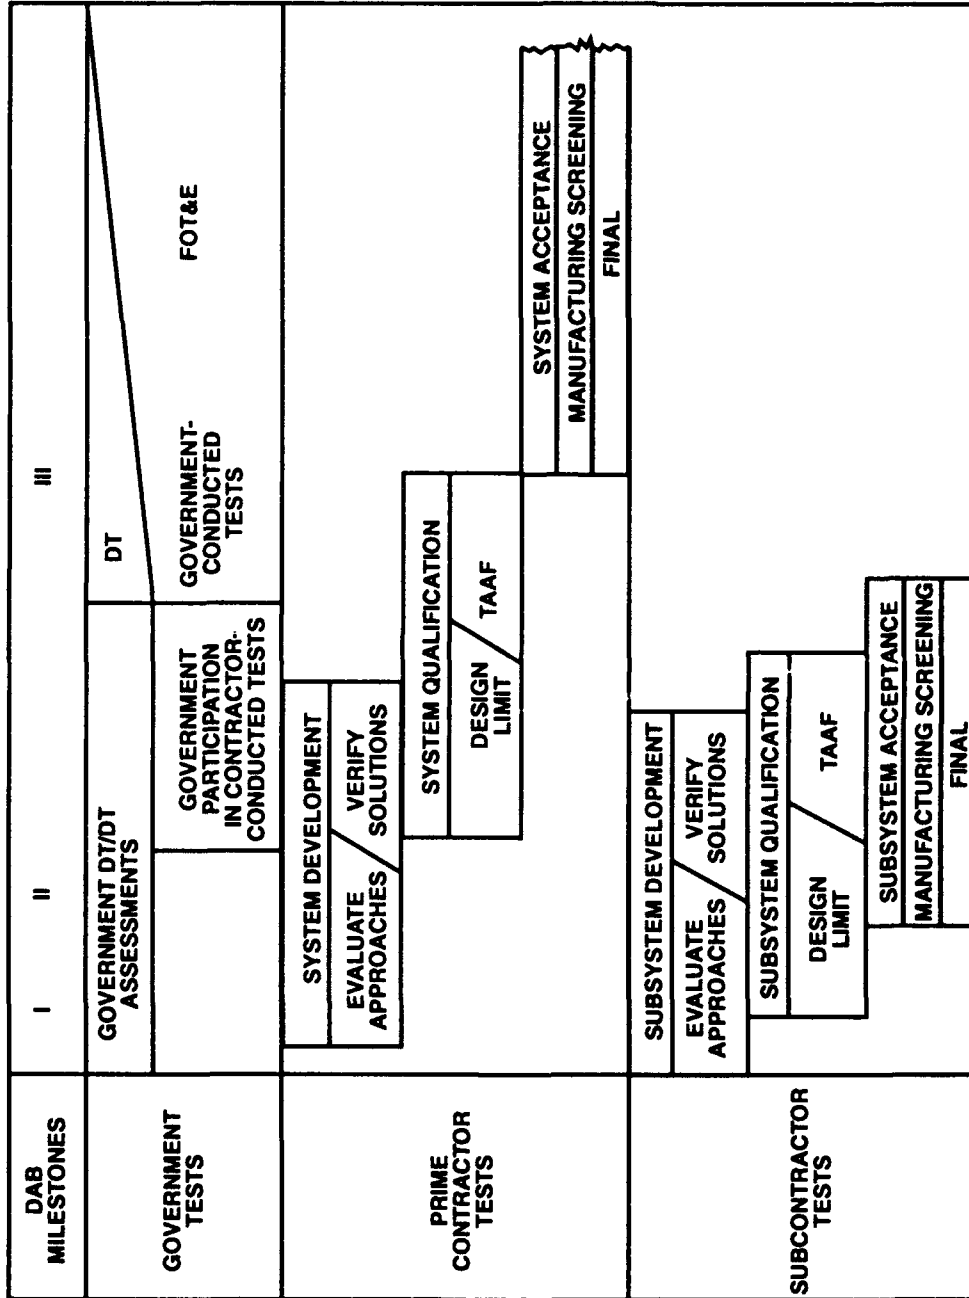 DAB
MILESTONES
I
II
III
GOVERNMENT
TESTS
GOVERNMENT DT/DT
ASSESSMENTS
DT
GOVERNMENT
PARTICIPATION
IN CONTRACTOR-
CONDUCTED TESTS
GOVERNMENT-
CONDUCTED
TESTS
FOT&E
PRIME
CONTRACTOR
TESTS
SYSTEM DEVELOPMENT
EVALUATE
APPROACHES
VERIFY
SOLUTIONS
SYSTEM QUALIFICATION
DESIGN
LIMIT
TAAF
SYSTEM ACCEPTANCE
MANUFACTURING SCREENING
FINAL
SUBCONTRACTOR
TESTS
SUBSYSTEM DEVELOPMENT
EVALUATE
APPROACHES
VERIFY
SOLUTIONS
SUBSYSTEM QUALIFICATION
DESIGN
LIMIT
TAAF
SUBSYSTEM ACCEPTANCE
MANUFACTURING SCREENING
FINAL